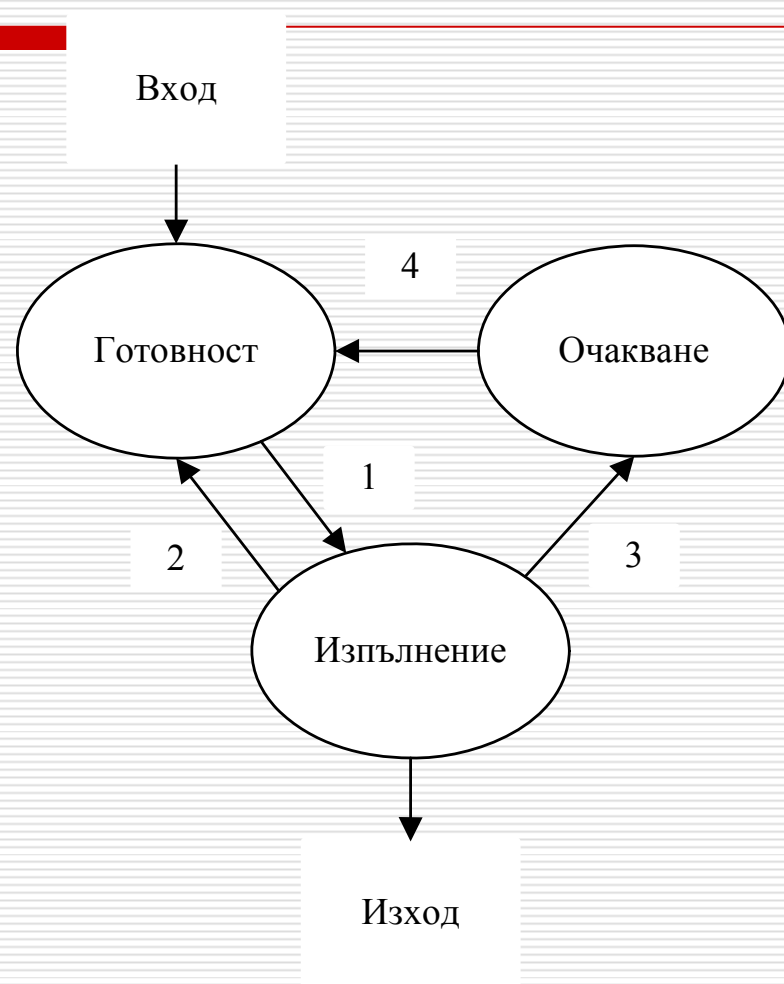 Вход
4
Готовност
Очакване
1
2
3
Изпълнение
Изход